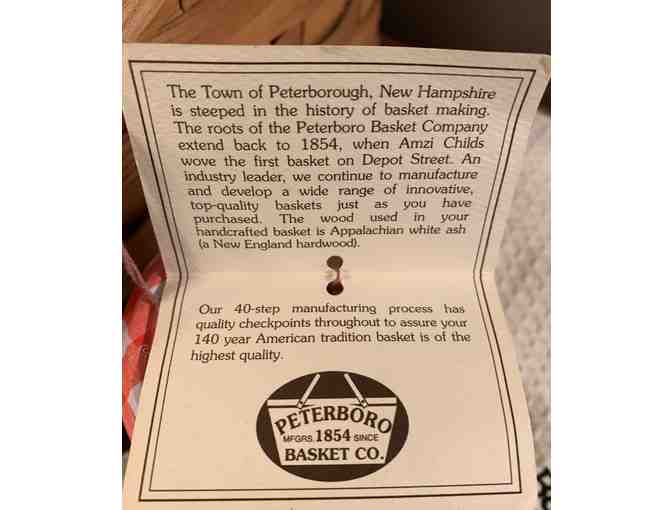 The Town of Peterborough, New Hampshire
is steeped in the history of basket making.
The roots of the Peterboro Basket Company
extend back to 1854, when Amzi Childs
wove the first basket on Depot Street. An
industry leader, we continue to manufacture
and develop a wide range of innovative,
top-quality baskets just as you have
purchased. The wood used in your
handcrafted basket is Appalachian white ash
(a New England hardwood).
Our 40-step manufacturing process has
quality checkpoints throughout to assure your
140 year American tradition basket is of the
highest quality.
PETERBORO
MFGRS. 1854 SINCE
BASKET CO.